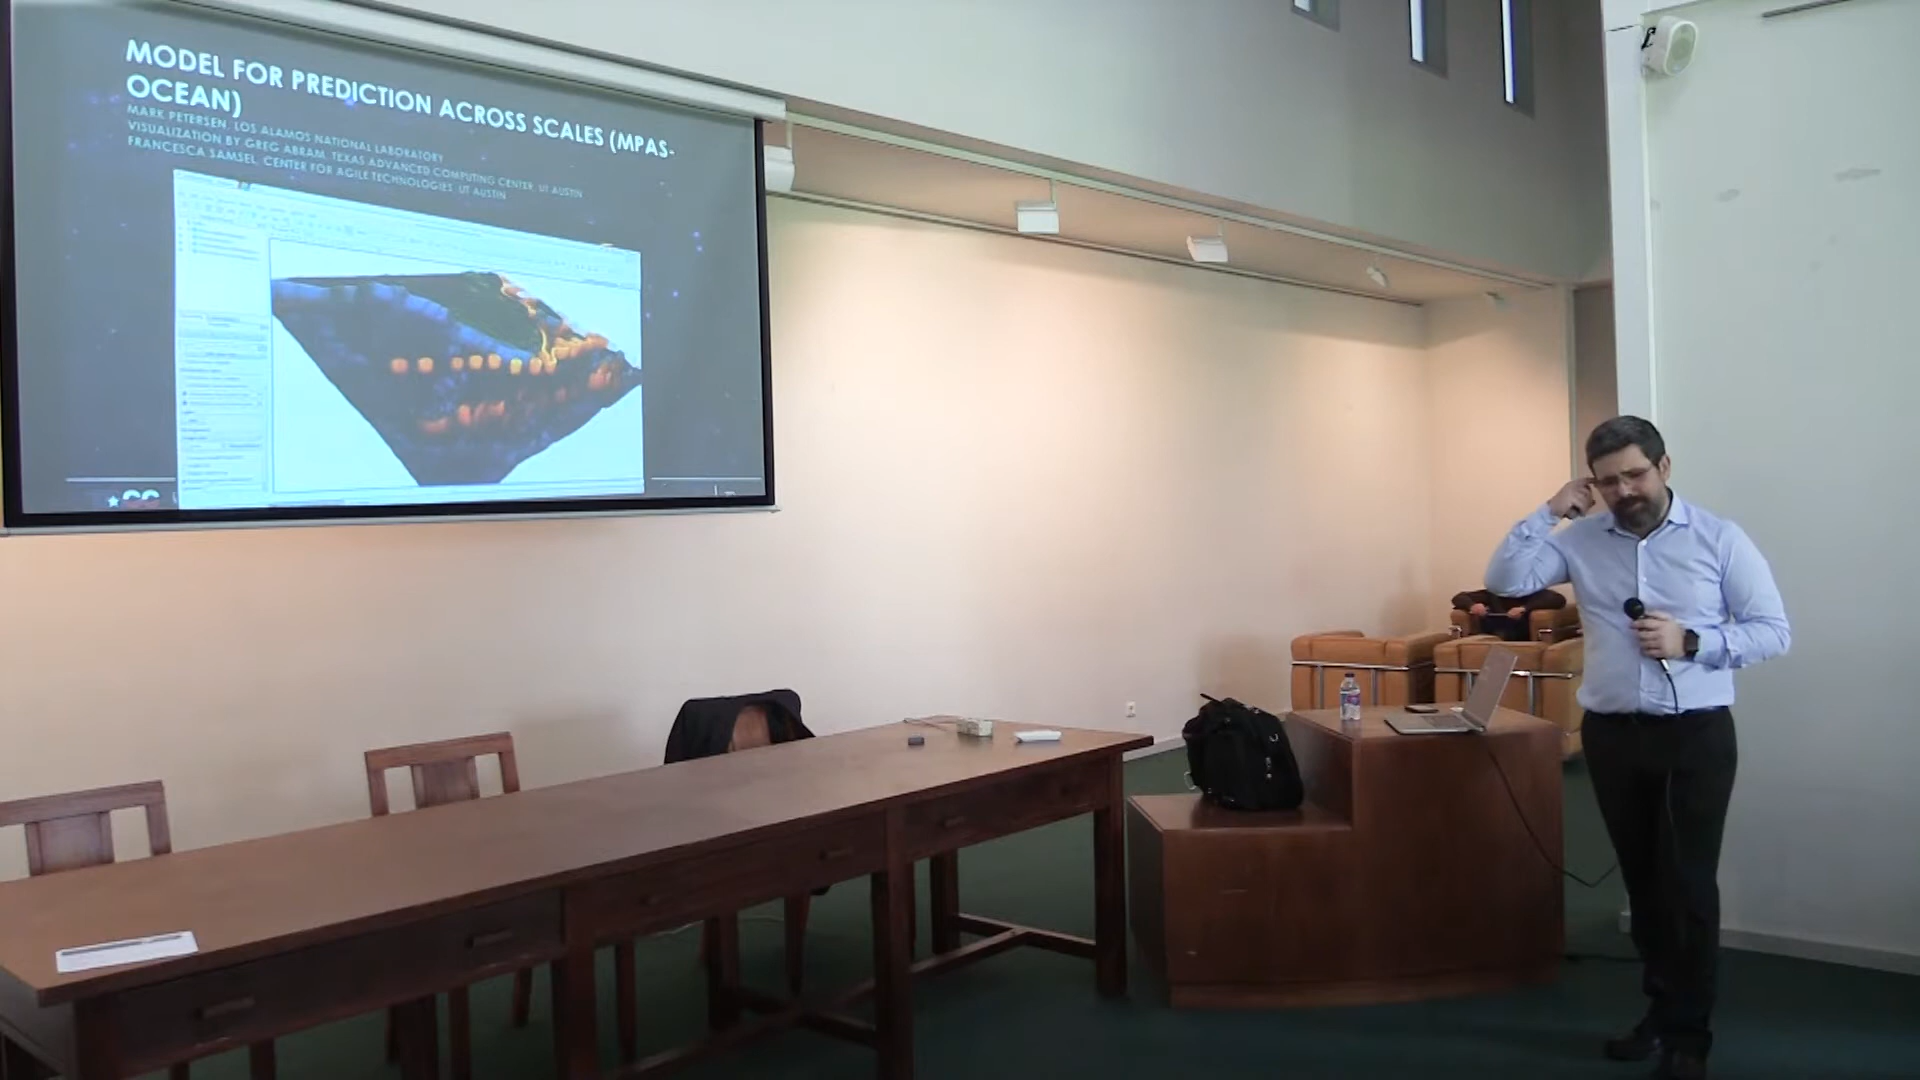 MODEL FOR PREDICTION ACROSS SCALES (MPAS-
OCEAN)
MARK PETERSEN, LOS ALAMOS NATIONAL LABORATORY
VISUALIZATION BY GREG ABRAM, TEXAS ADVANCED COMPUTING CENTER, UT AUSTIN
FRANCESCA SAMSEL, CENTER FOR AGILE TECHNOLOGIES, UT AUSTIN